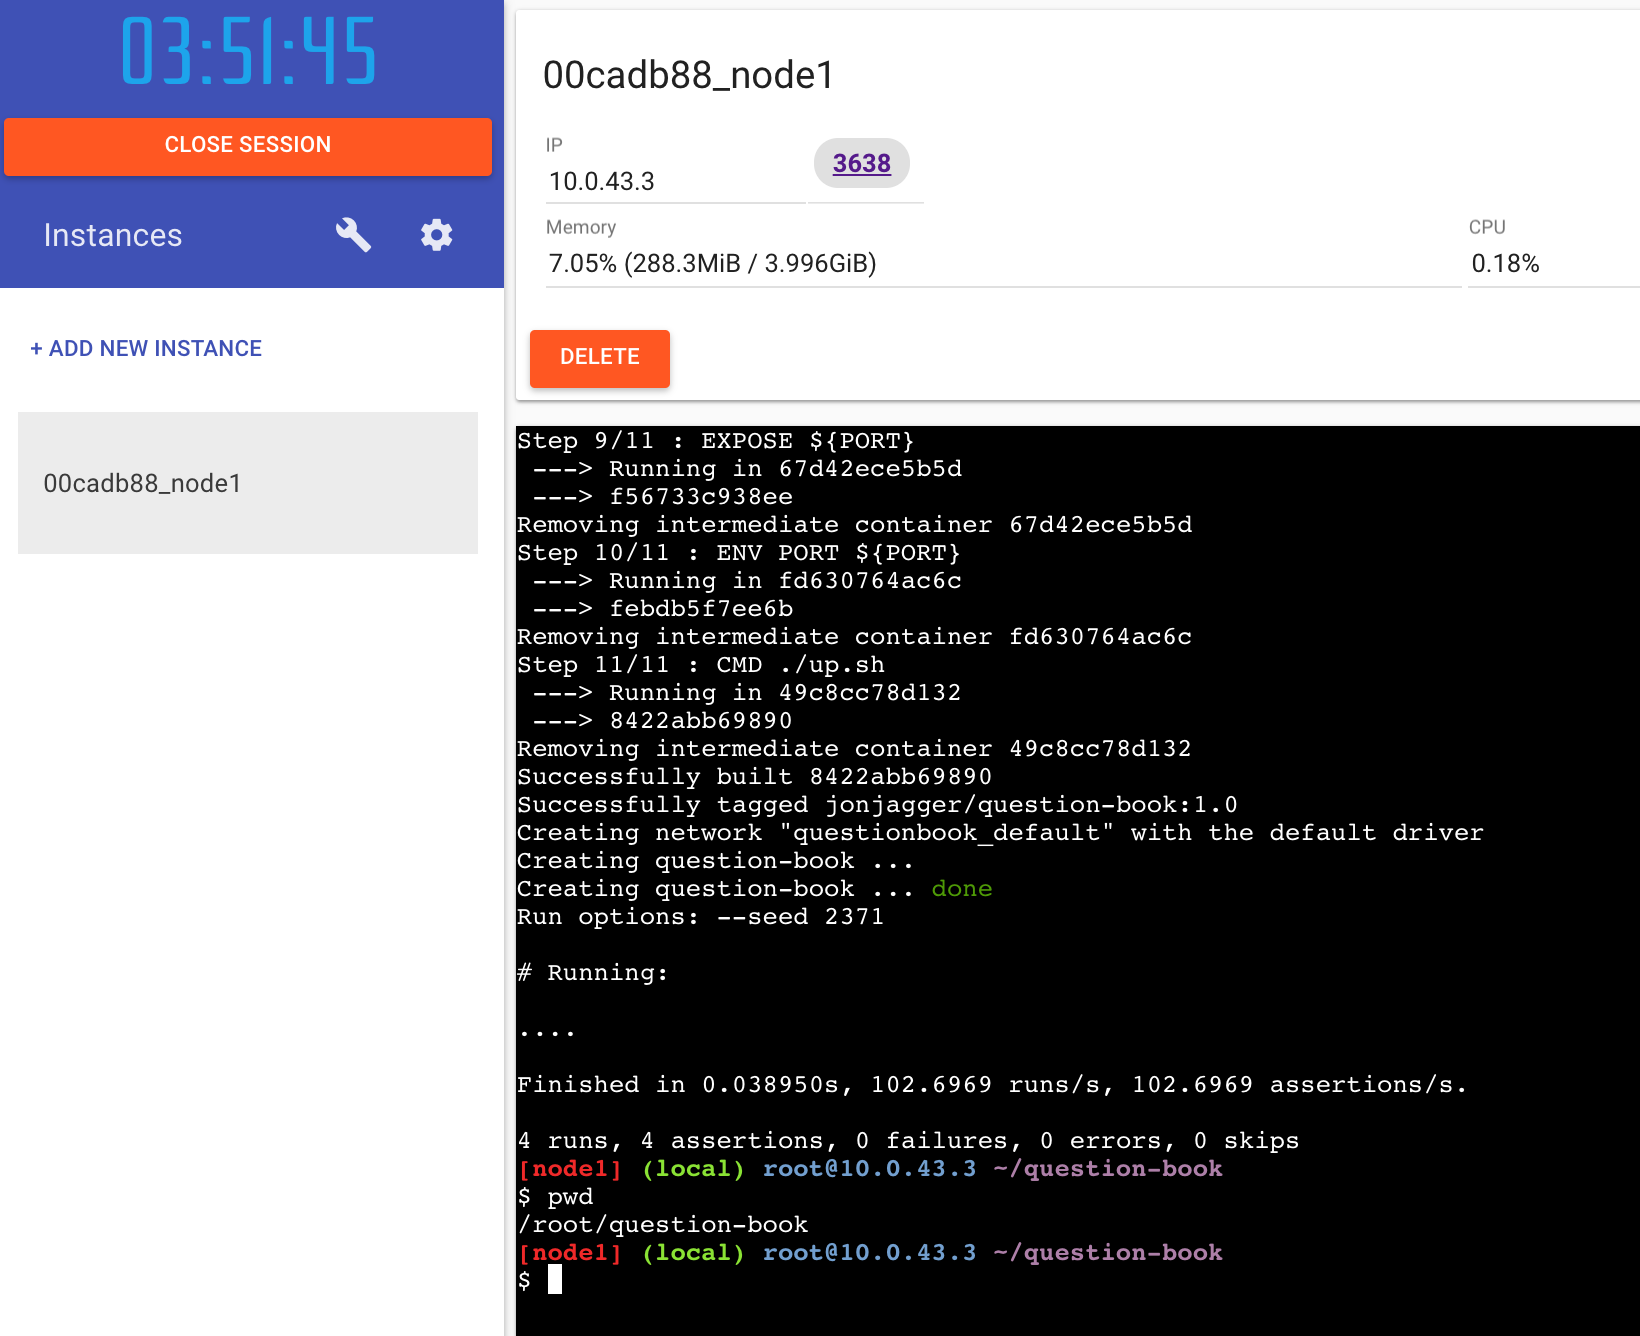 03:51:45
CLOSE SESSION
Instances
+ ADD NEW INSTANCE
00cadb88_node1
00cadb88_node1
IP
10.0.43.3
3638
Memory
7.05% (288.3MiB / 3.996GiB)
CPU
0.18%
DELETE
Step 9/11 : EXPOSE ${PORT}
 ---> Running in 67d42ece5b5d
 ---> f56733c938ee
Removing intermediate container 67d42ece5b5d
Step 10/11 : ENV PORT ${PORT}
 ---> Running in fd630764ac6c
 ---> febdb5f7ee6b
Removing intermediate container fd630764ac6c
Step 11/11 : CMD ./up.sh
 ---> Running in 49c8cc78d132
 ---> 8422abb69890
Removing intermediate container 49c8cc78d132
Successfully built 8422abb69890
Successfully tagged jonjagger/question-book:1.0
Creating network "questionbook_default" with the default driver
Creating question-book ...
Creating question-book ... done
Run options: --seed 2371
# Running:
....
Finished in 0.038950s, 102.6969 runs/s, 102.6969 assertions/s.
4 runs, 4 assertions, 0 failures, 0 errors, 0 skips
[node1] (local) root@10.0.43.3 ~/question-book
$ pwd
/root/question-book
[node1] (local) root@10.0.43.3 ~/question-book
$